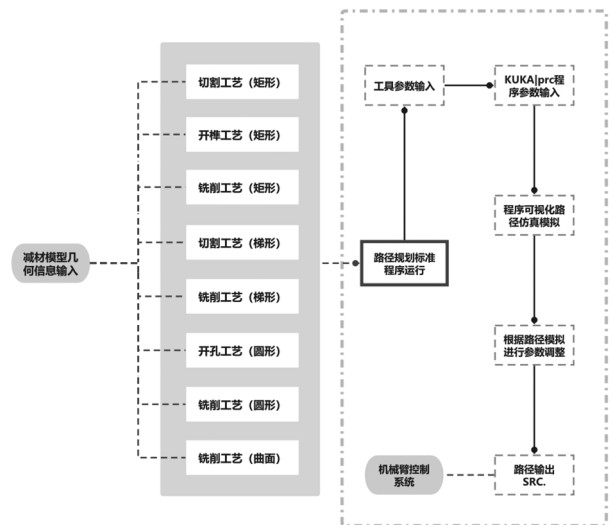 减材模型几
何信息输入
切割工艺（矩形）
开榫工艺（矩形）
铣削工艺（矩形）
切割工艺（梯形）
铣削工艺（梯形）
开孔工艺（圆形）
铣削工艺（圆形）
铣削工艺（曲面）
路径规划标准
程序运行
工具参数输入
KUKA|prc程
序参数输入
程序可视化路
径仿真模拟
根据路径模拟
进行参数调整
路径输出
SRC.
机械臂控制
系统